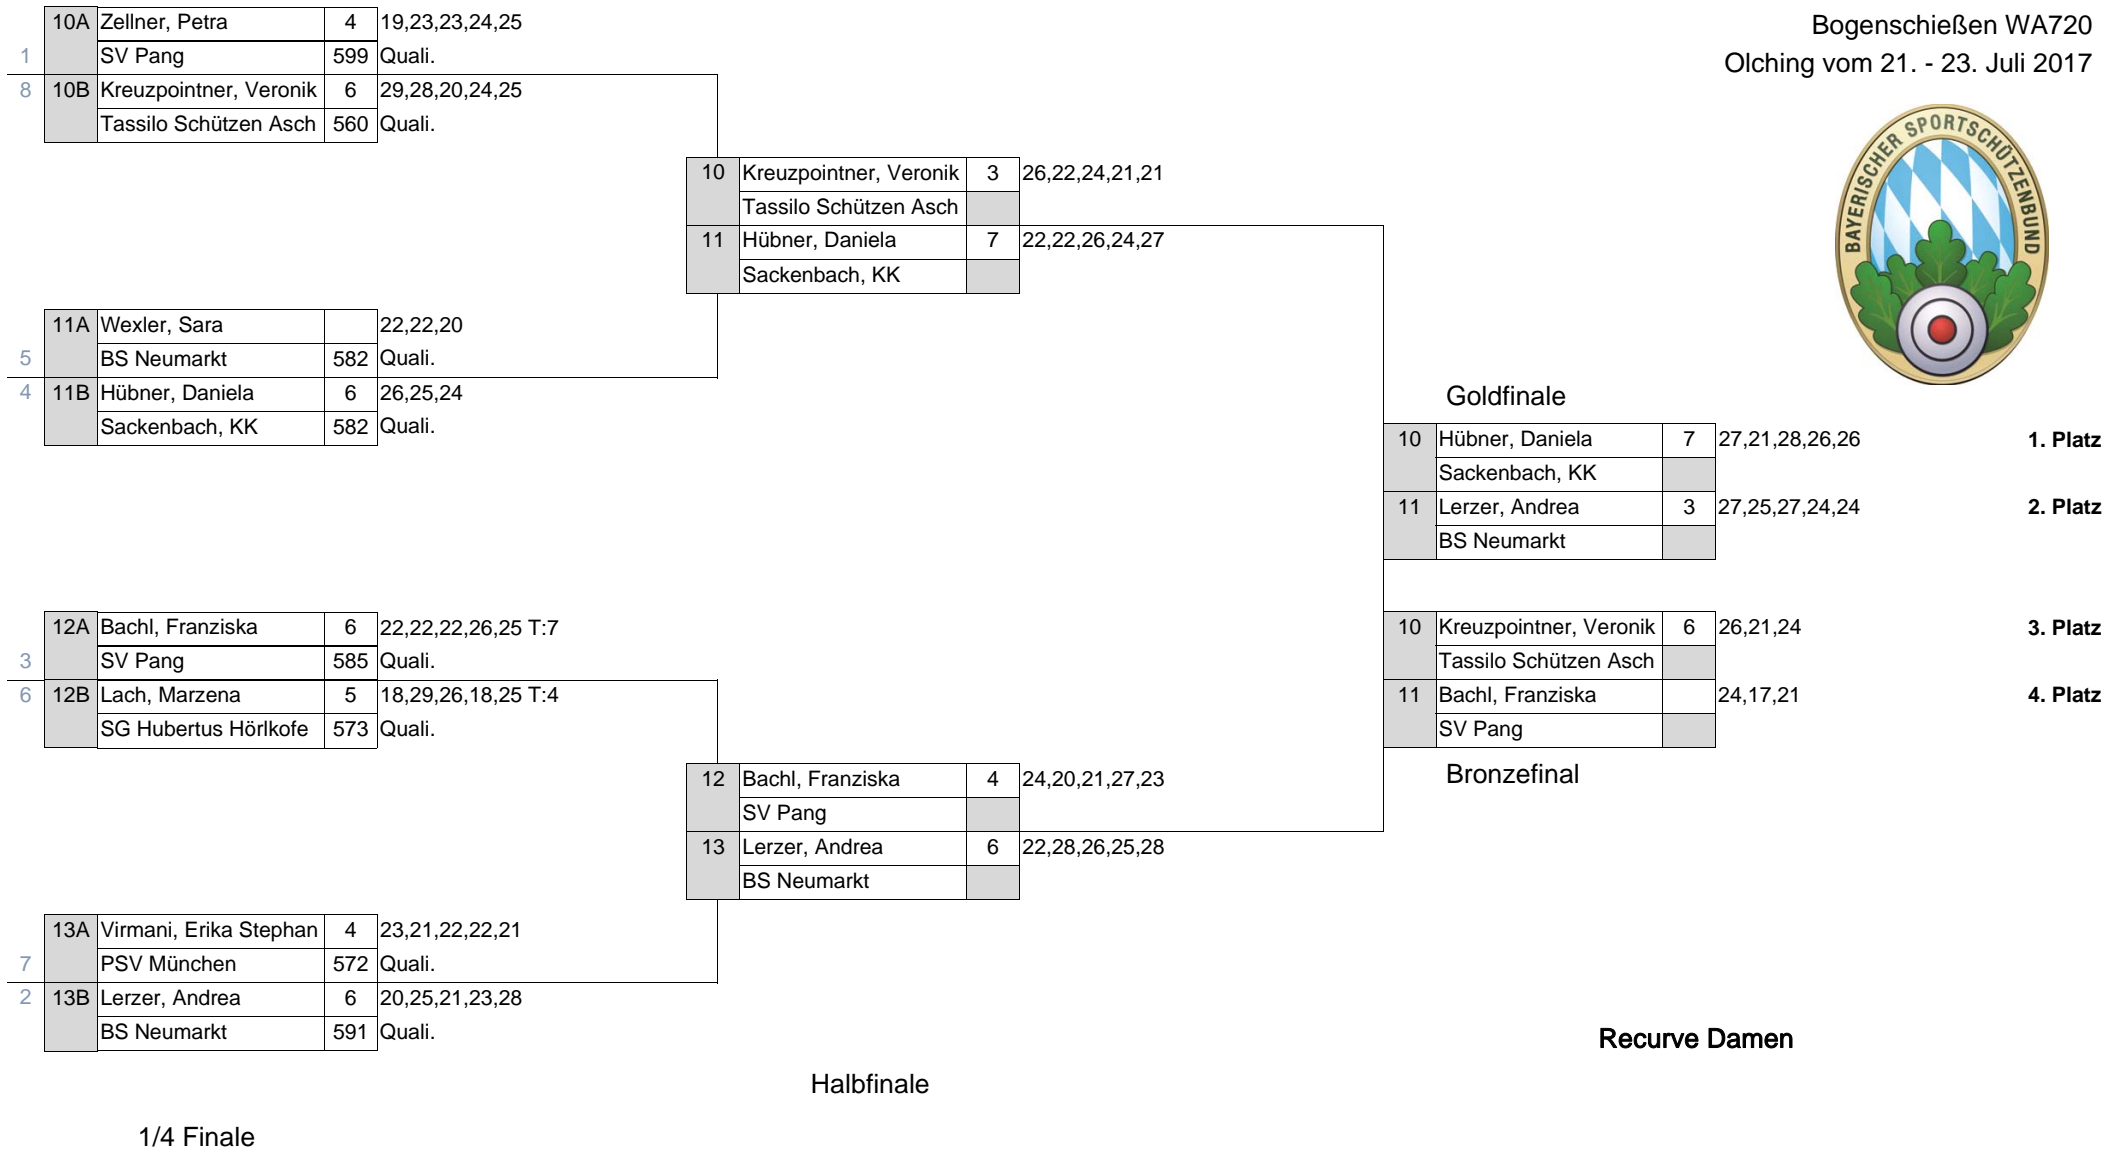 Bogenschießen WA720
Olching vom 21. - 23. Juli 2017
BAYERISCHER SPORTSCHÜTZENBUND
10A Zellner, Petra 4 19,23,23,24,25
1 SV Pang 599 Quali.
8 10B Kreuzpointner, Veronik 6 29,28,20,24,25
Tassilo Schützen Asch 560 Quali.
10 Kreuzpointner, Veronik 3 26,22,24,21,21
Tassilo Schützen Asch
11 Hübner, Daniela 7 22,22,26,24,27
Sackenbach, KK
11A Wexler, Sara 22,22,20
5 BS Neumarkt 582 Quali.
4 11B Hübner, Daniela 6 26,25,24
Sackenbach, KK 582 Quali.
Goldfinale
10 Hübner, Daniela 7 27,21,28,26,26 1. Platz
Sackenbach, KK
11 Lerzer, Andrea 3 27,25,27,24,24 2. Platz
BS Neumarkt
12A Bachl, Franziska 6 22,22,22,26,25 T:7
3 SV Pang 585 Quali.
6 12B Lach, Marzena 5 18,29,26,18,25 T:4
SG Hubertus Hörlkofe 573 Quali.
10 Kreuzpointner, Veronik 6 26,21,24 3. Platz
Tassilo Schützen Asch
11 Bachl, Franziska 24,17,21 4. Platz
SV Pang
Bronzefinal
12 Bachl, Franziska 4 24,20,21,27,23
SV Pang
13 Lerzer, Andrea 6 22,28,26,25,28
BS Neumarkt
13A Virmani, Erika Stephan 4 23,21,22,22,21
7 PSV München 572 Quali.
2 13B Lerzer, Andrea 6 20,25,21,23,28
BS Neumarkt 591 Quali.
Recurve Damen
Halbfinale
1/4 Finale